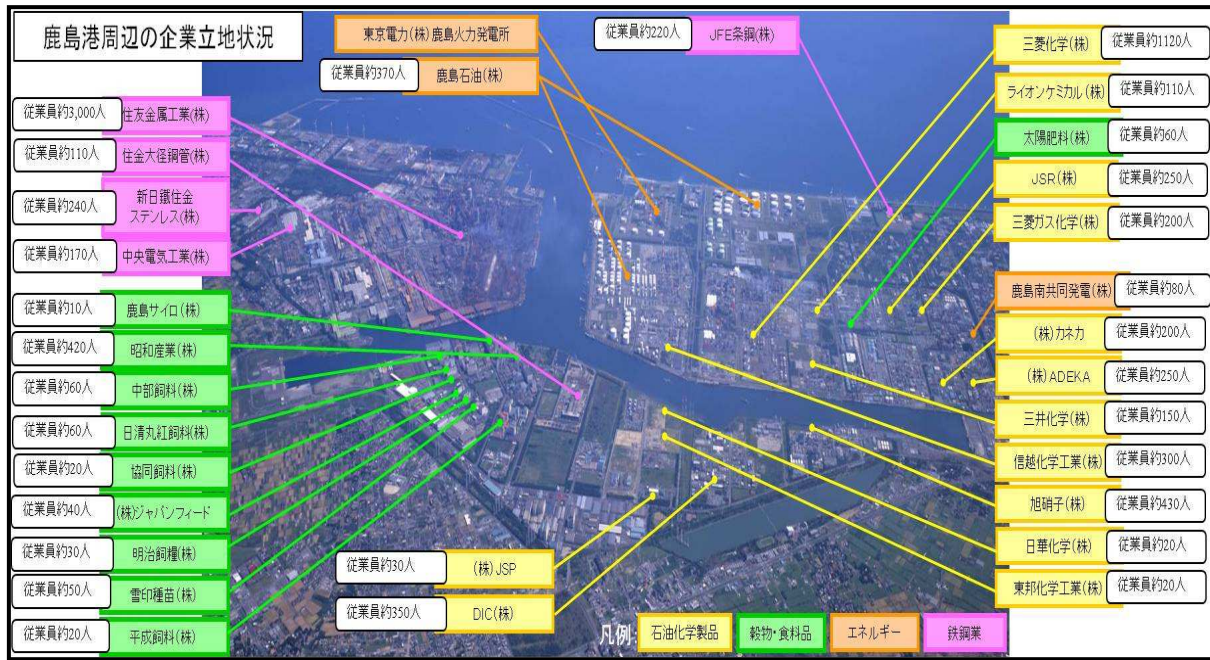 鹿島港周辺の企業立地状況
東京電力(株)鹿島火力発電所
従業員約370人
鹿島石油(株)
従業員約220人
JFE条鋼(株)
従業員約3,000人
住友金属工業(株)
従業員約110人
住金大径鋼管(株)
従業員約240人
新日鐵住金
ステンレス(株)
従業員約170人
中央電気工業(株)
従業員約10人
鹿島サイロ(株)
従業員約420人
昭和産業(株)
従業員約60人
中部飼料(株)
従業員約60人
日清丸紅飼料(株)
従業員約20人
協同飼料(株)
従業員約40人
(株)ジャパンフィード
従業員約30人
明治飼糧(株)
従業員約50人
雪印種苗(株)
従業員約20人
平成飼料(株)
三菱化学(株)
従業員約1120人
ライオンケミカル(株)
従業員約110人
太陽肥料(株)
従業員約60人
JSR(株)
従業員約250人
三菱ガス化学(株)
従業員約200人
鹿島南共同発電(株)
従業員約80人
(株)カネカ
従業員約200人
(株)ADEKA
従業員約250人
三井化学(株)
従業員約150人
信越化学工業(株)
従業員約300人
旭硝子(株)
従業員約430人
日華化学(株)
従業員約20人
東邦化学工業(株)
従業員約20人
従業員約30人
(株)JSP
従業員約350人
DIC(株)
凡例:
石油化学製品
穀物・食料品
エネルギー
鉄鋼業